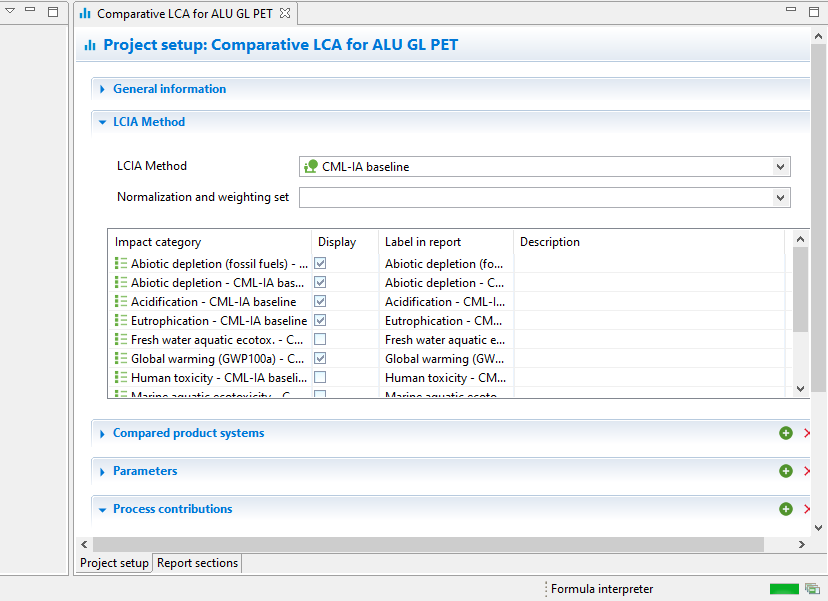 Comparative LCA for ALU GL PET
Project setup: Comparative LCA for ALU GL PET
General information
LCIA Method
LCIA Method CML-IA baseline
Normalization and weighting set
Impact category Display Label in report Description
Abiotic depletion (fossil fuels) - ... Abiotic depletion (fo...
Abiotic depletion - CML-IA bas... Abiotic depletion - C...
Acidification - CML-IA baseline Acidification - CML-I...
Eutrophication - CML-IA baseline Eutrophication - CM...
Fresh water aquatic ecotox. - C... Fresh water aquatic e...
Global warming (GWP100a) - C... Global warming (GW...
Human toxicity - CML-IA baseli... Human toxicity - CM...
Marine aquatic ecotoxicity - C... Marine aquatic ecoto...
Compared product systems
Parameters
Process contributions
Project setup Report sections
Formula interpreter